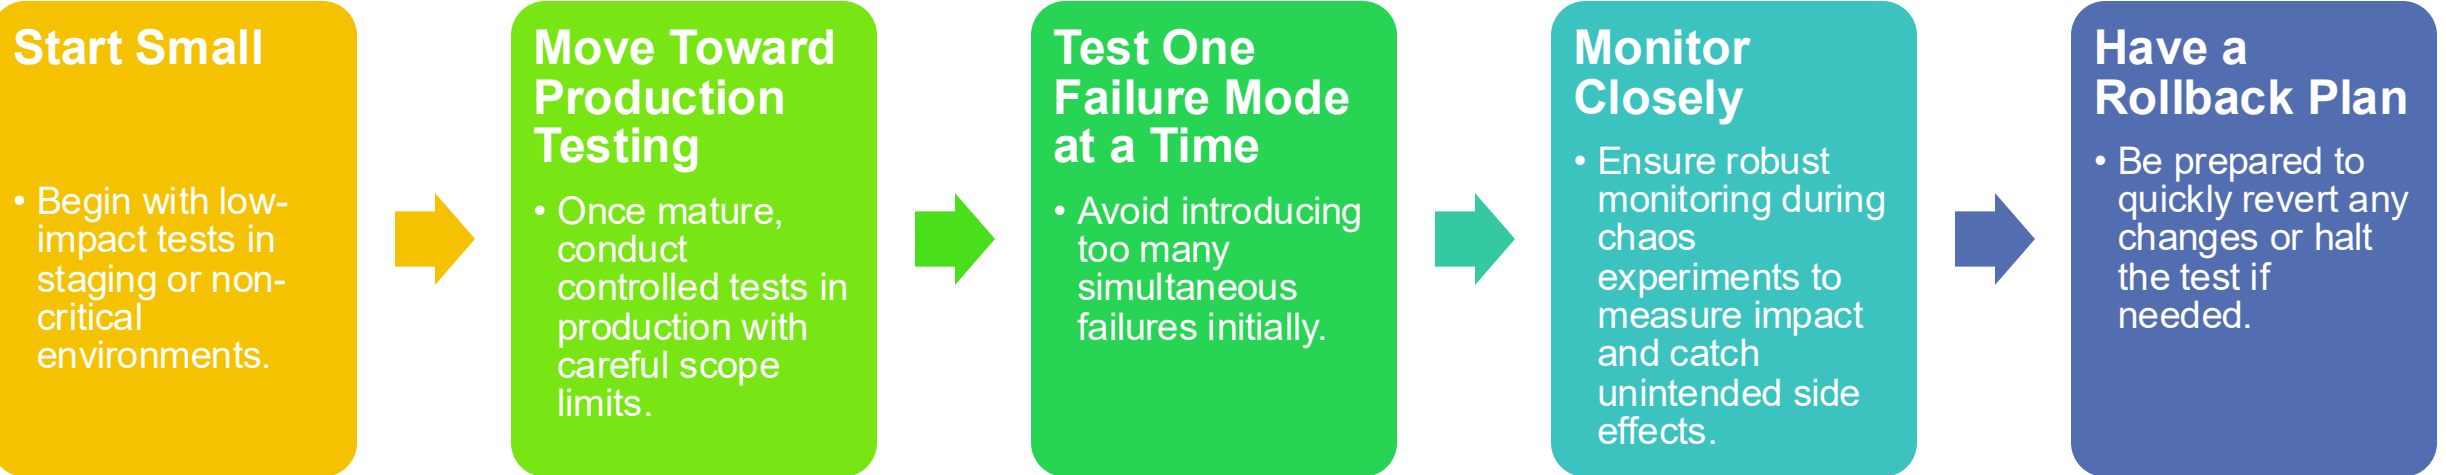 Start Small
• Begin with low-
impact tests in
staging or non-
critical
environments.
Move Toward
Production
Testing
• Once mature,
conduct
controlled tests in
production with
careful scope
limits.
Test One
Failure Mode
at a Time
• Avoid introducing
too many
simultaneous
failures initially.
Monitor
Closely
• Ensure robust
monitoring during
chaos
experiments to
measure impact
and catch
unintended side
effects.
Have a
Rollback Plan
• Be prepared to
quickly revert any
changes or halt
the test if
needed.